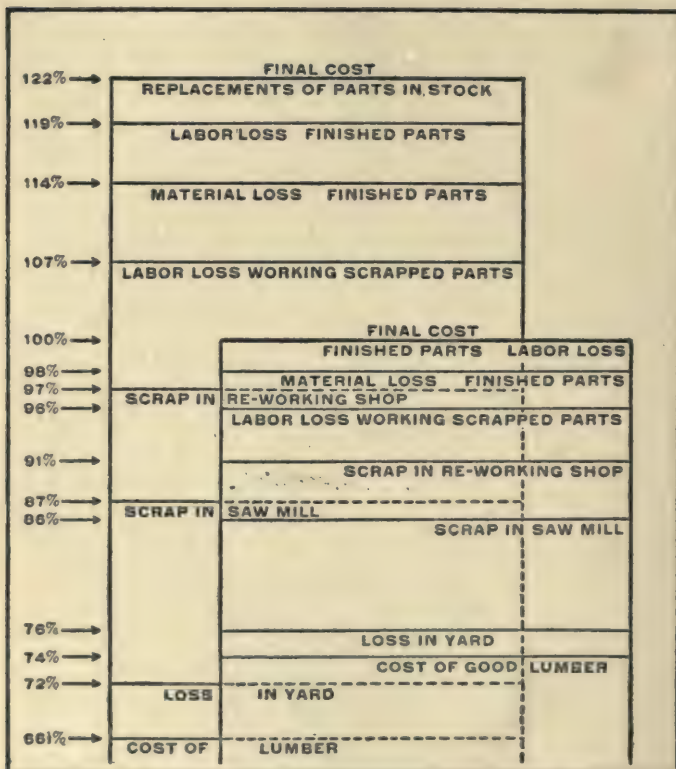 FINAL COST
122%
REPLACEMENTS OF PARTS IN STOCK
119%
LABOR LOSS FINISHED PARTS
114%
MATERIAL LOSS FINISHED PARTS
107%
LABOR LOSS WORKING SCRAPPED PARTS
FINAL COST
100%
FINISHED PARTS LABOR LOSS
98%
MATERIAL LOSS FINISHED PARTS
97%
SCRAP IN RE-WORKING SHOP
96%
LABOR LOSS WORKING SCRAPPED PARTS
91%
SCRAP IN RE-WORKING SHOP
87%
SCRAP IN SAW MILL
86%
SCRAP IN SAW MILL
76%
LOSS IN YARD
74%
COST OF GOOD LUMBER
72%
LOSS IN YARD
COST OF LUMBER